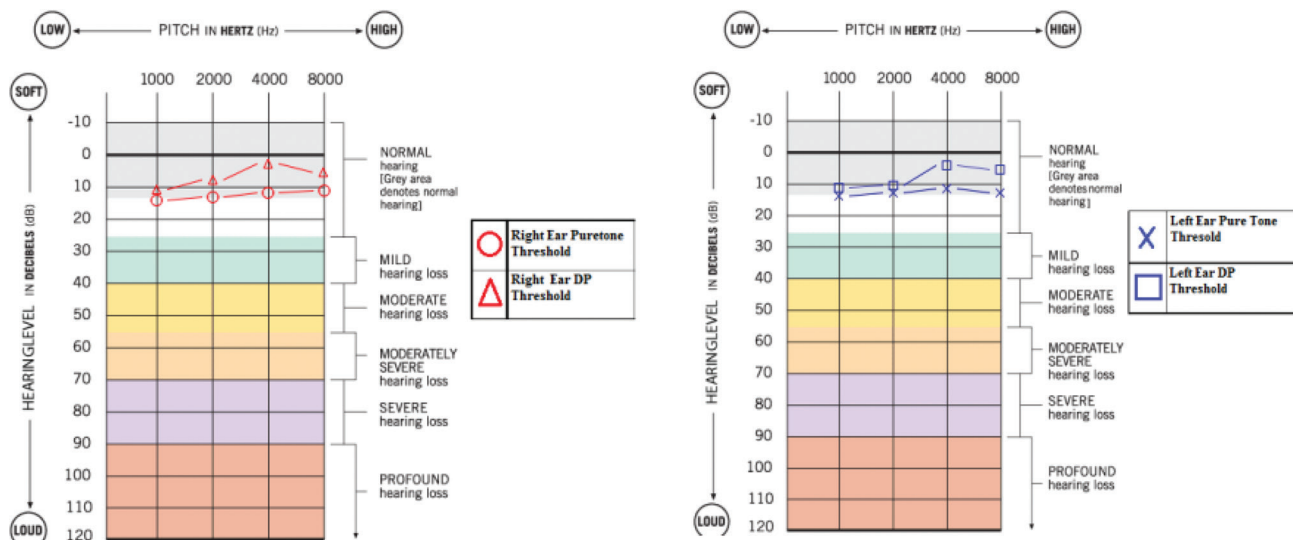 LOW PITCH IN HERTZ (Hz) HIGH
1000 2000 4000 8000
SOFT
HEARINGLEVEL IN DECIBELS (dB)
LOUD
-10
0
10
20
30
40
50
60
70
80
90
100
110
120
NORMAL
hearing
[Grey area
denotes normal
hearing]
MILD
hearing loss
MODERATE
hearing loss
MODERATELY
SEVERE
hearing loss
SEVERE
hearing loss
PROFOUND
hearing loss
Right Ear Puretone
Threshold
Right Ear DP
Threshold
LOW PITCH IN HERTZ (Hz) HIGH
1000 2000 4000 8000
SOFT
HEARINGLEVEL IN DECIBELS (dB)
LOUD
-10
0
10
20
30
40
50
60
70
80
90
100
110
120
NORMAL
hearing
[Grey area
denotes normal
hearing]
MILD
hearing loss
MODERATE
hearing loss
MODERATELY
SEVERE
hearing loss
SEVERE
hearing loss
PROFOUND
hearing loss
Left Ear Pure Tone
Thresold
Left Ear DP
Threshold